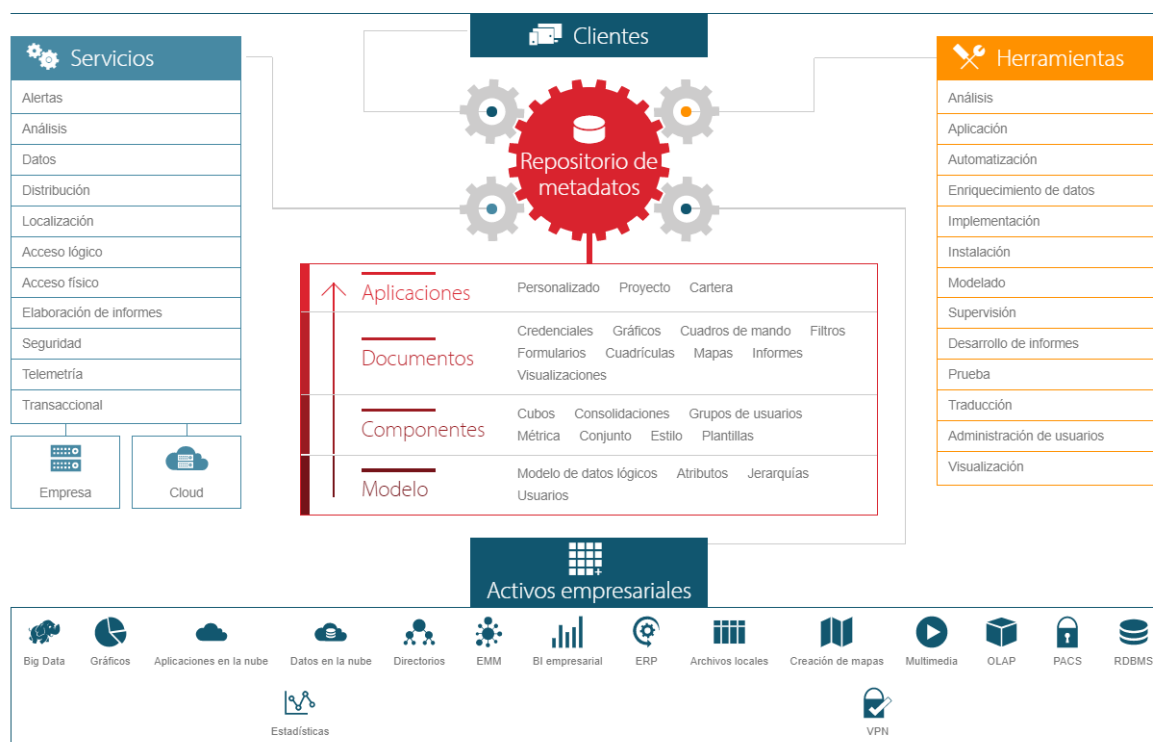 Clientes
Servicios
Alertas
Análisis
Datos
Distribución
Localización
Acceso lógico
Acceso físico
Elaboración de informes
Seguridad
Telemetría
Transaccional
Empresa
Cloud
Repositorio de
metadatos
Aplicaciones
Personalizado Proyecto Cartera
Documentos
Credenciales Gráficos Cuadros de mando Filtros
Formularios Cuadrículas Mapas Informes
Visualizaciones
Componentes
Cubos Consolidaciones Grupos de usuarios
Métrica Conjunto Estilo Plantillas
Modelo
Modelo de datos lógicos Atributos Jerarquías
Usuarios
Herramientas
Análisis
Aplicación
Automatización
Enriquecimiento de datos
Implementación
Instalación
Modelado
Supervisión
Desarrollo de informes
Prueba
Traducción
Administración de usuarios
Visualización
Activos empresariales
Big Data Gráficos Aplicaciones en la nube Datos en la nube Directorios EMM BI empresarial ERP Archivos locales Creación de mapas Multimedia OLAP PACS RDBMS
Estadísticas VPN